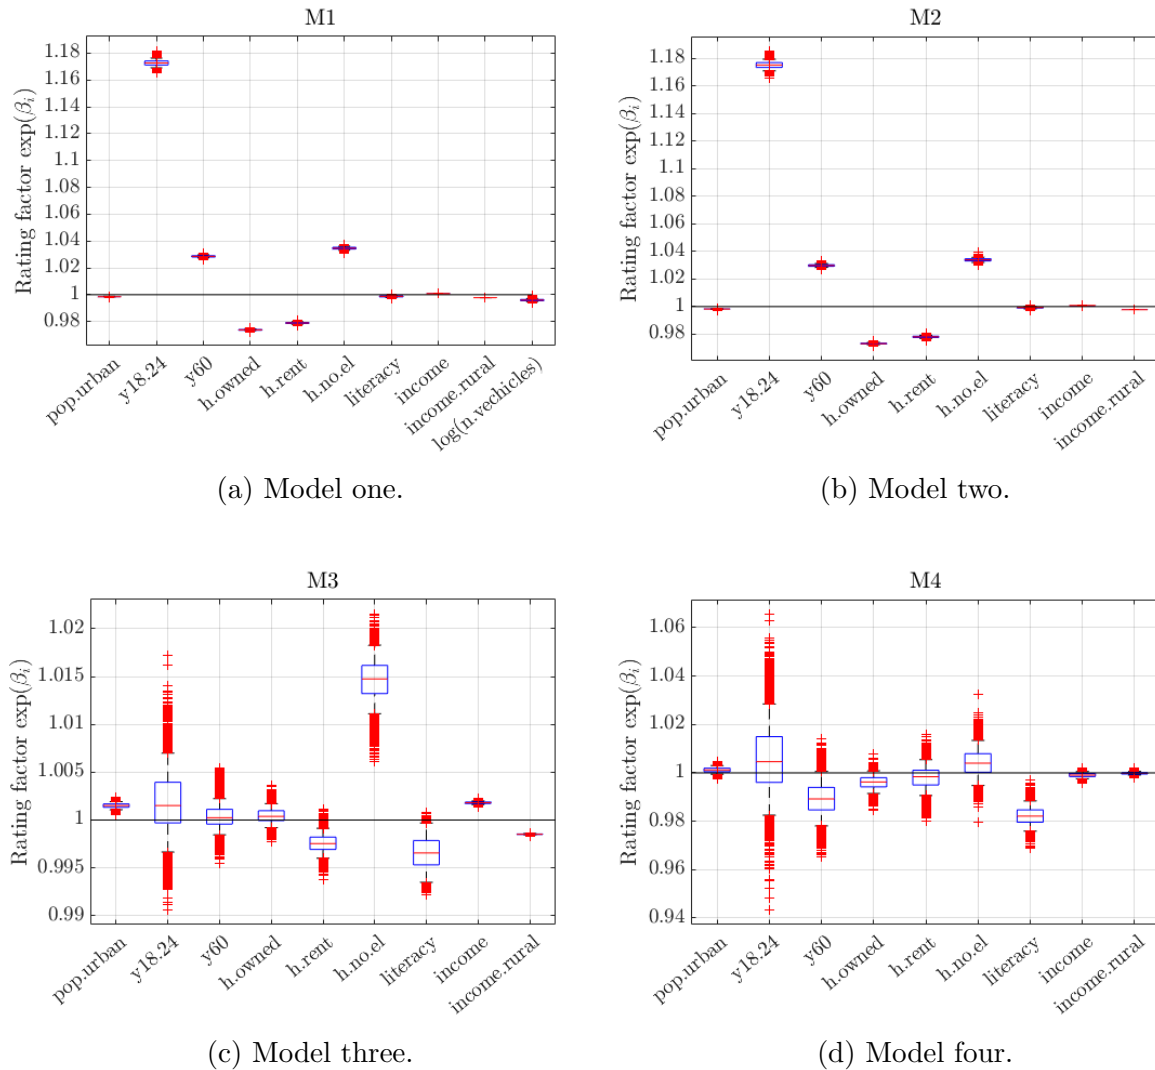 M1
Rating factor exp(β_i)
1.18
1.16
1.14
1.12
1.1
1.08
1.06
1.04
1.02
1
0.98
pop.urban
y18.24
y60
h.owned
h.rent
h.no.el
literacy
income
income.rural
log(n.vechicles)
(a) Model one.
M2
Rating factor exp(β_i)
1.18
1.16
1.14
1.12
1.1
1.08
1.06
1.04
1.02
1
0.98
pop.urban
y18.24
y60
h.owned
h.rent
h.no.el
literacy
income
income.rural
(b) Model two.
M3
Rating factor exp(β_i)
1.02
1.015
1.01
1.005
1
0.995
0.99
pop.urban
y18.24
y60
h.owned
h.rent
h.no.el
literacy
income
income.rural
(c) Model three.
M4
Rating factor exp(β_i)
1.06
1.04
1.02
1
0.98
0.96
0.94
pop.urban
y18.24
y60
h.owned
h.rent
h.no.el
literacy
income
income.rural
(d) Model four.